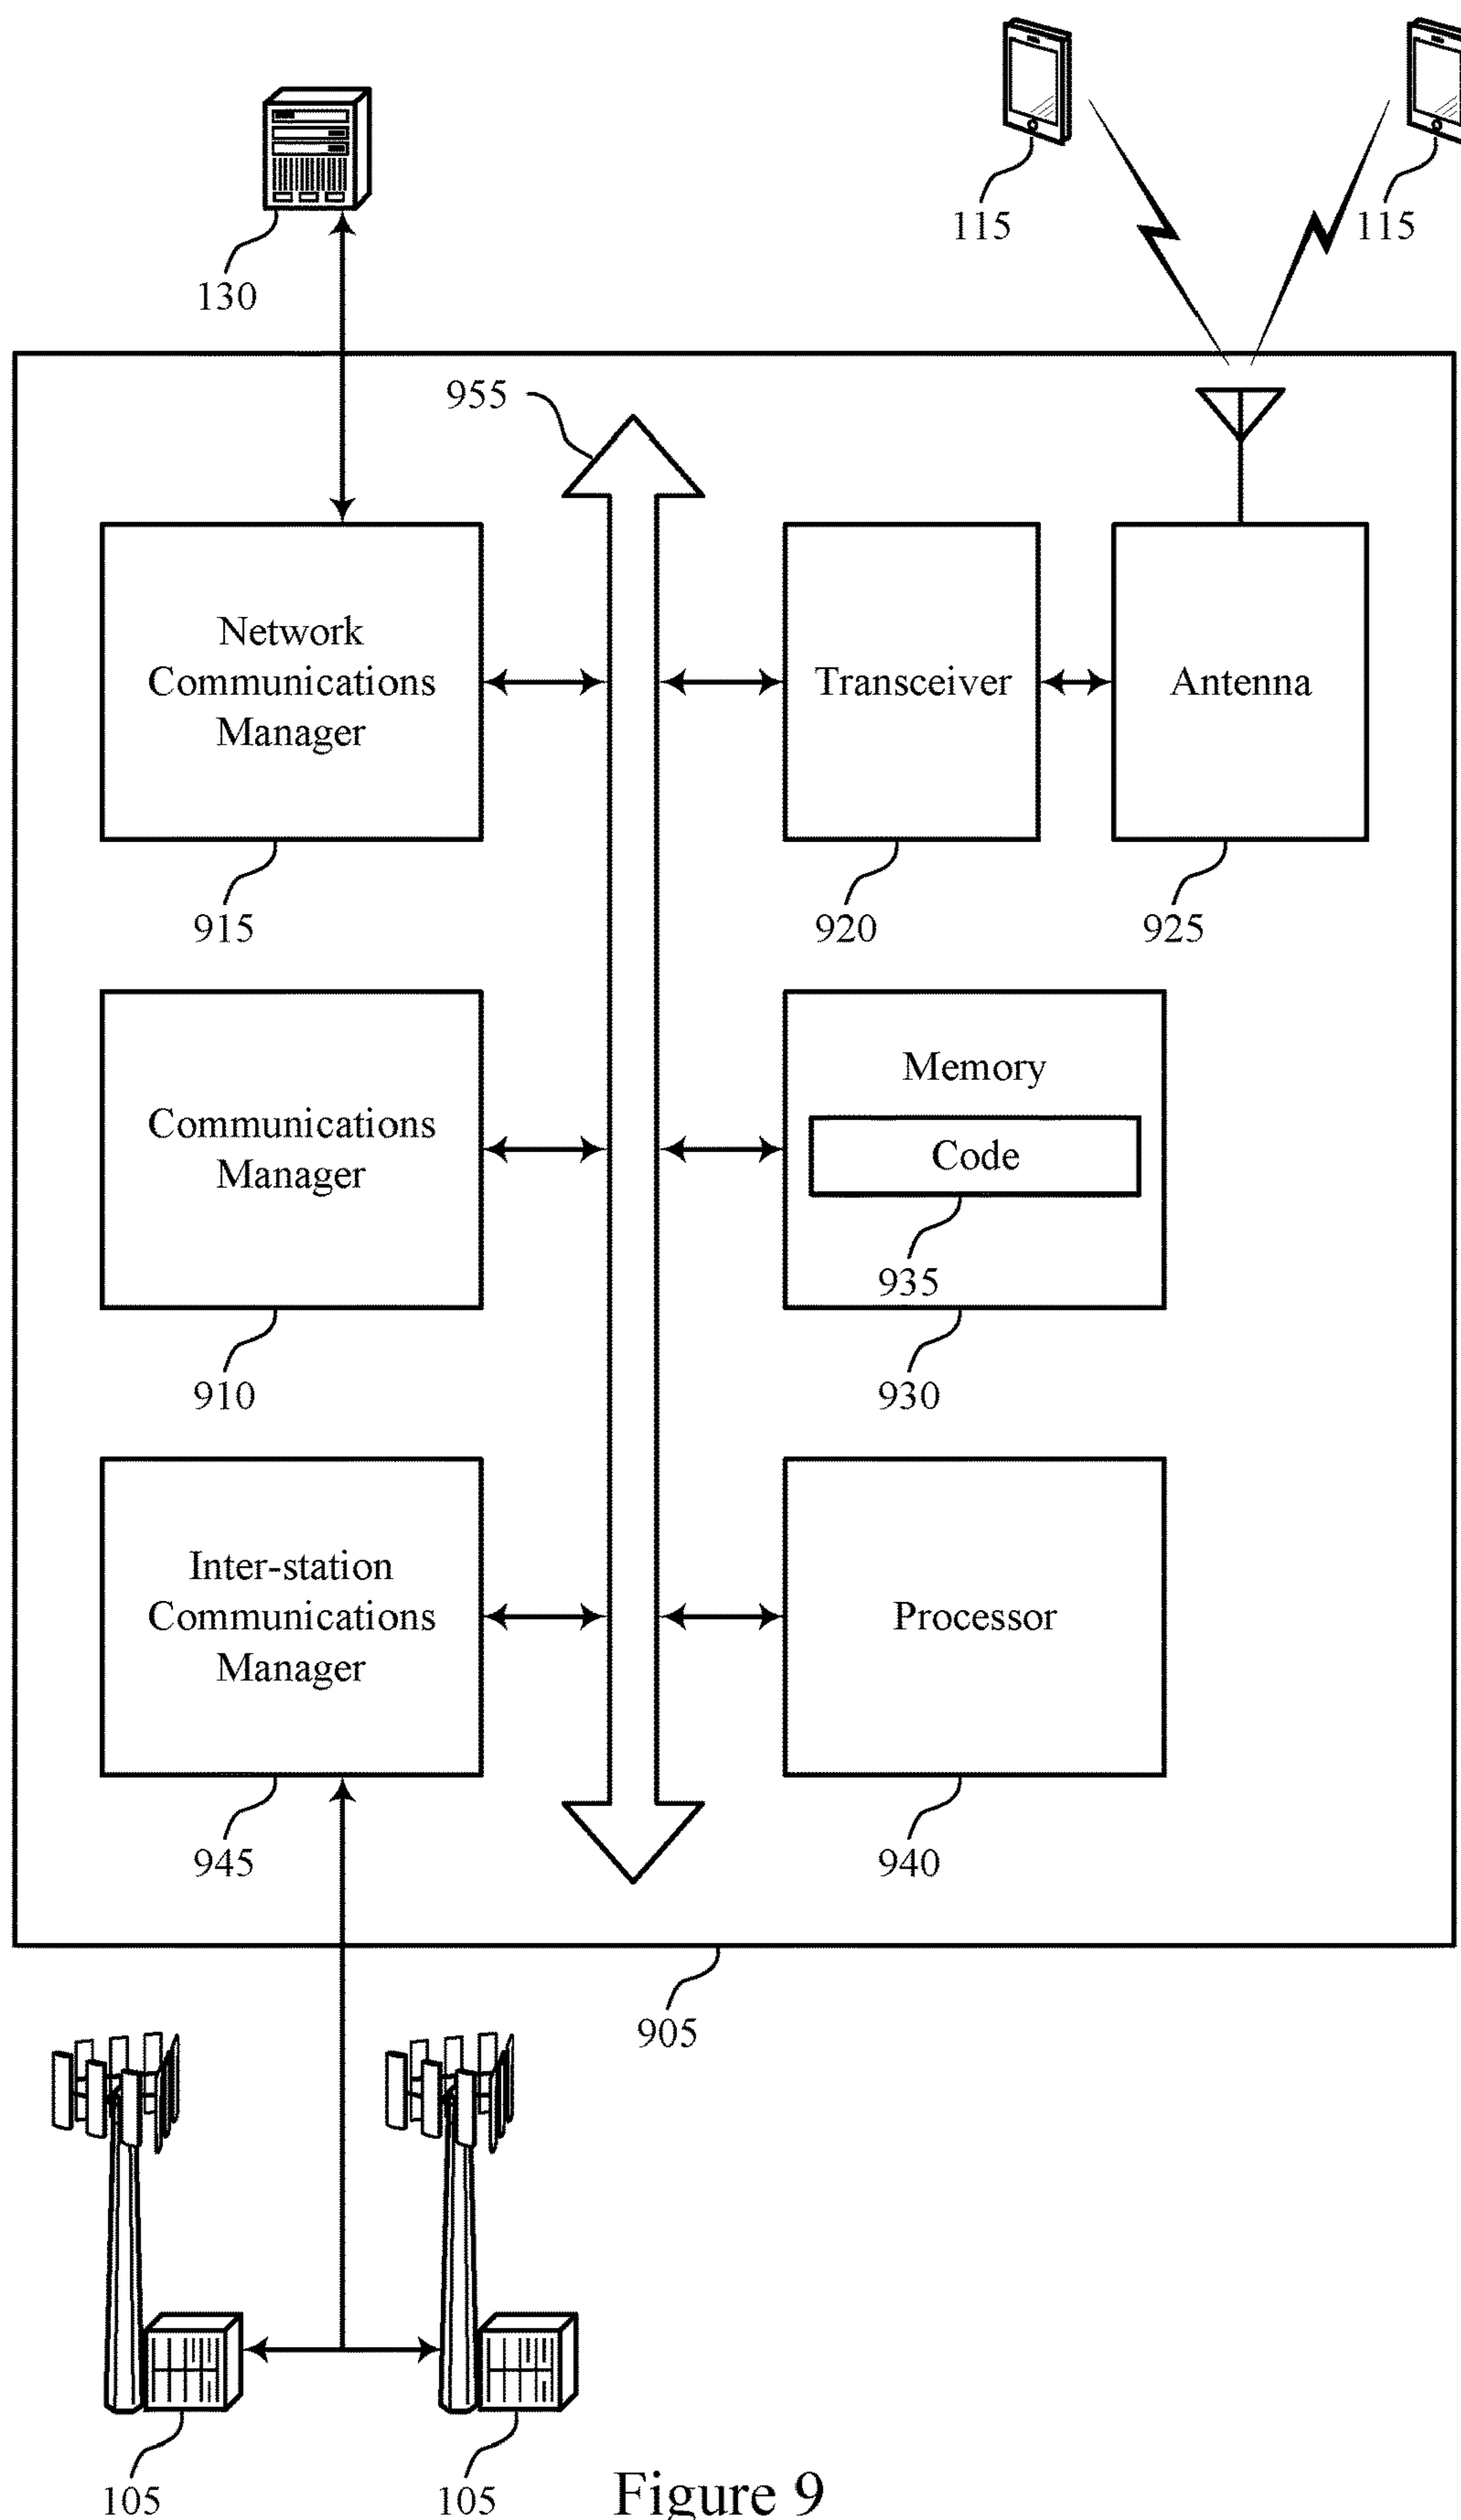 115
115
130
955
Network
Communications
Manager
Transceiver
Antenna
915
920
925
Communications
Manager
Memory
Code
935
910
930
Inter-station
Communications
Manager
Processor
945
940
905
105
105
Figure 9